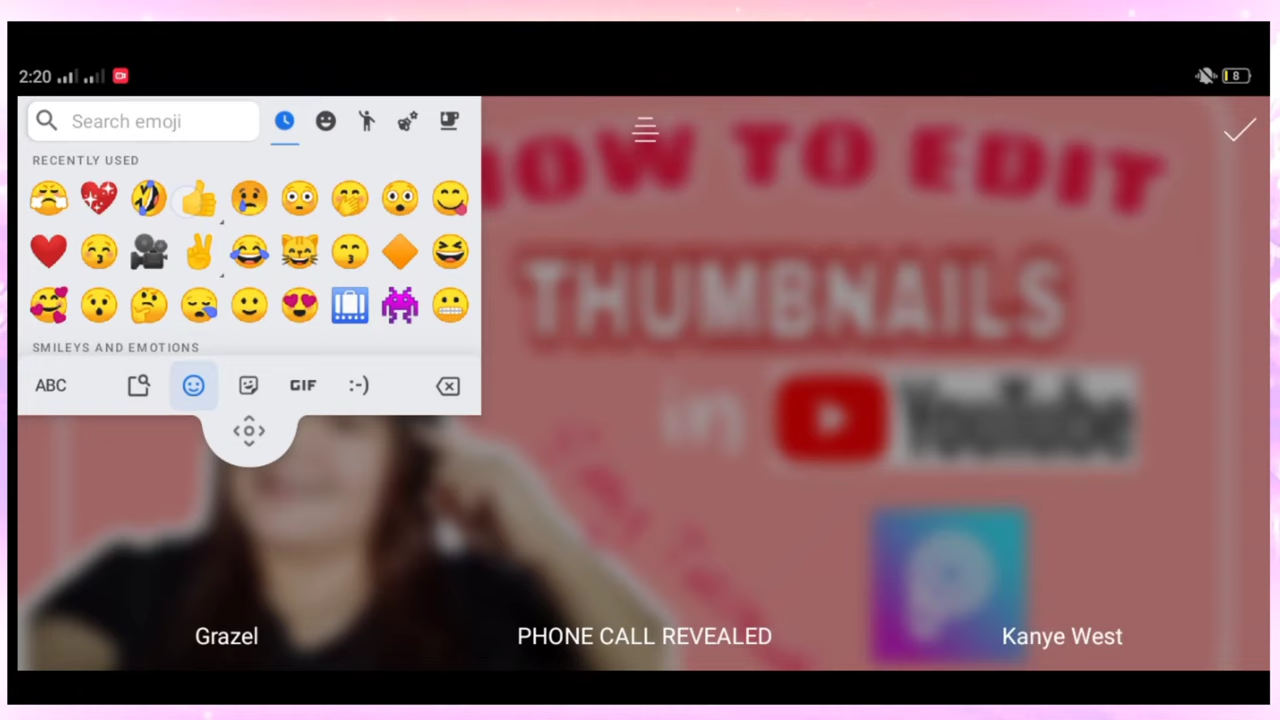 2:20
8
Search emoji
RECENTLY USED
SMILEYS AND EMOTIONS
ABC
GIF
:-)
HOW TO EDIT
THUMBNAILS
in YouTube
Grazel
PHONE CALL REVEALED
Kanye West